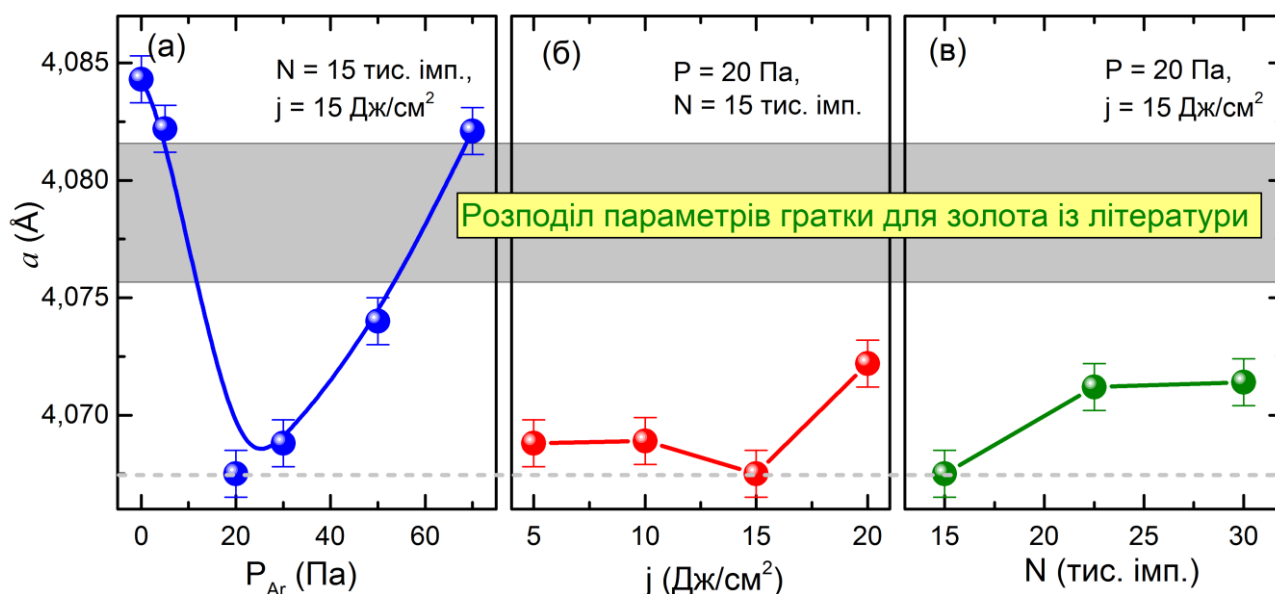 (а)
N = 15 тис. імп.,
j = 15 Дж/см²
(б)
P = 20 Па,
N = 15 тис. імп.
(в)
P = 20 Па,
j = 15 Дж/см²
4,085
4,080
4,075
4,070
a (Å)
Розподіл параметрів гратки для золота із літератури
0 20 40 60
5 10 15 20
15 20 25 30
P_Ar (Па)
j (Дж/см²)
N (тис. імп.)